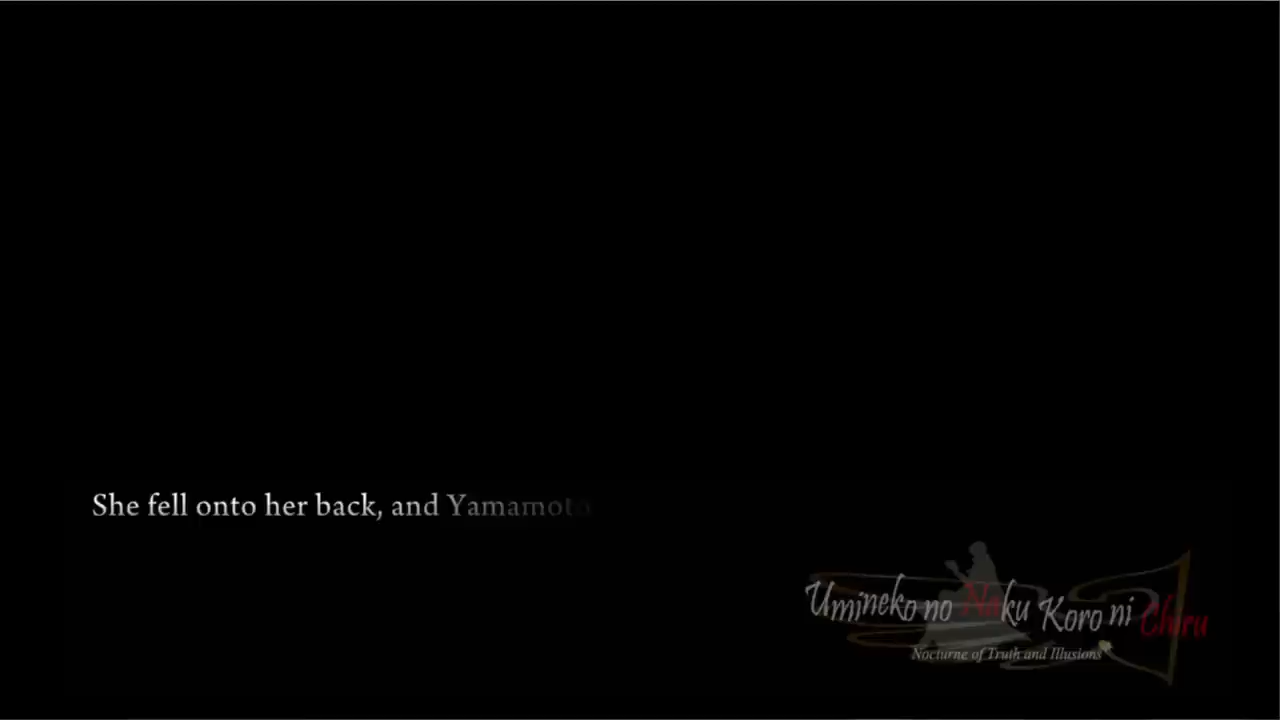 She fell onto her back, and Yamamoto
Umineko no Naku Koro ni Chiru
Nocturne of Truth and Illusions